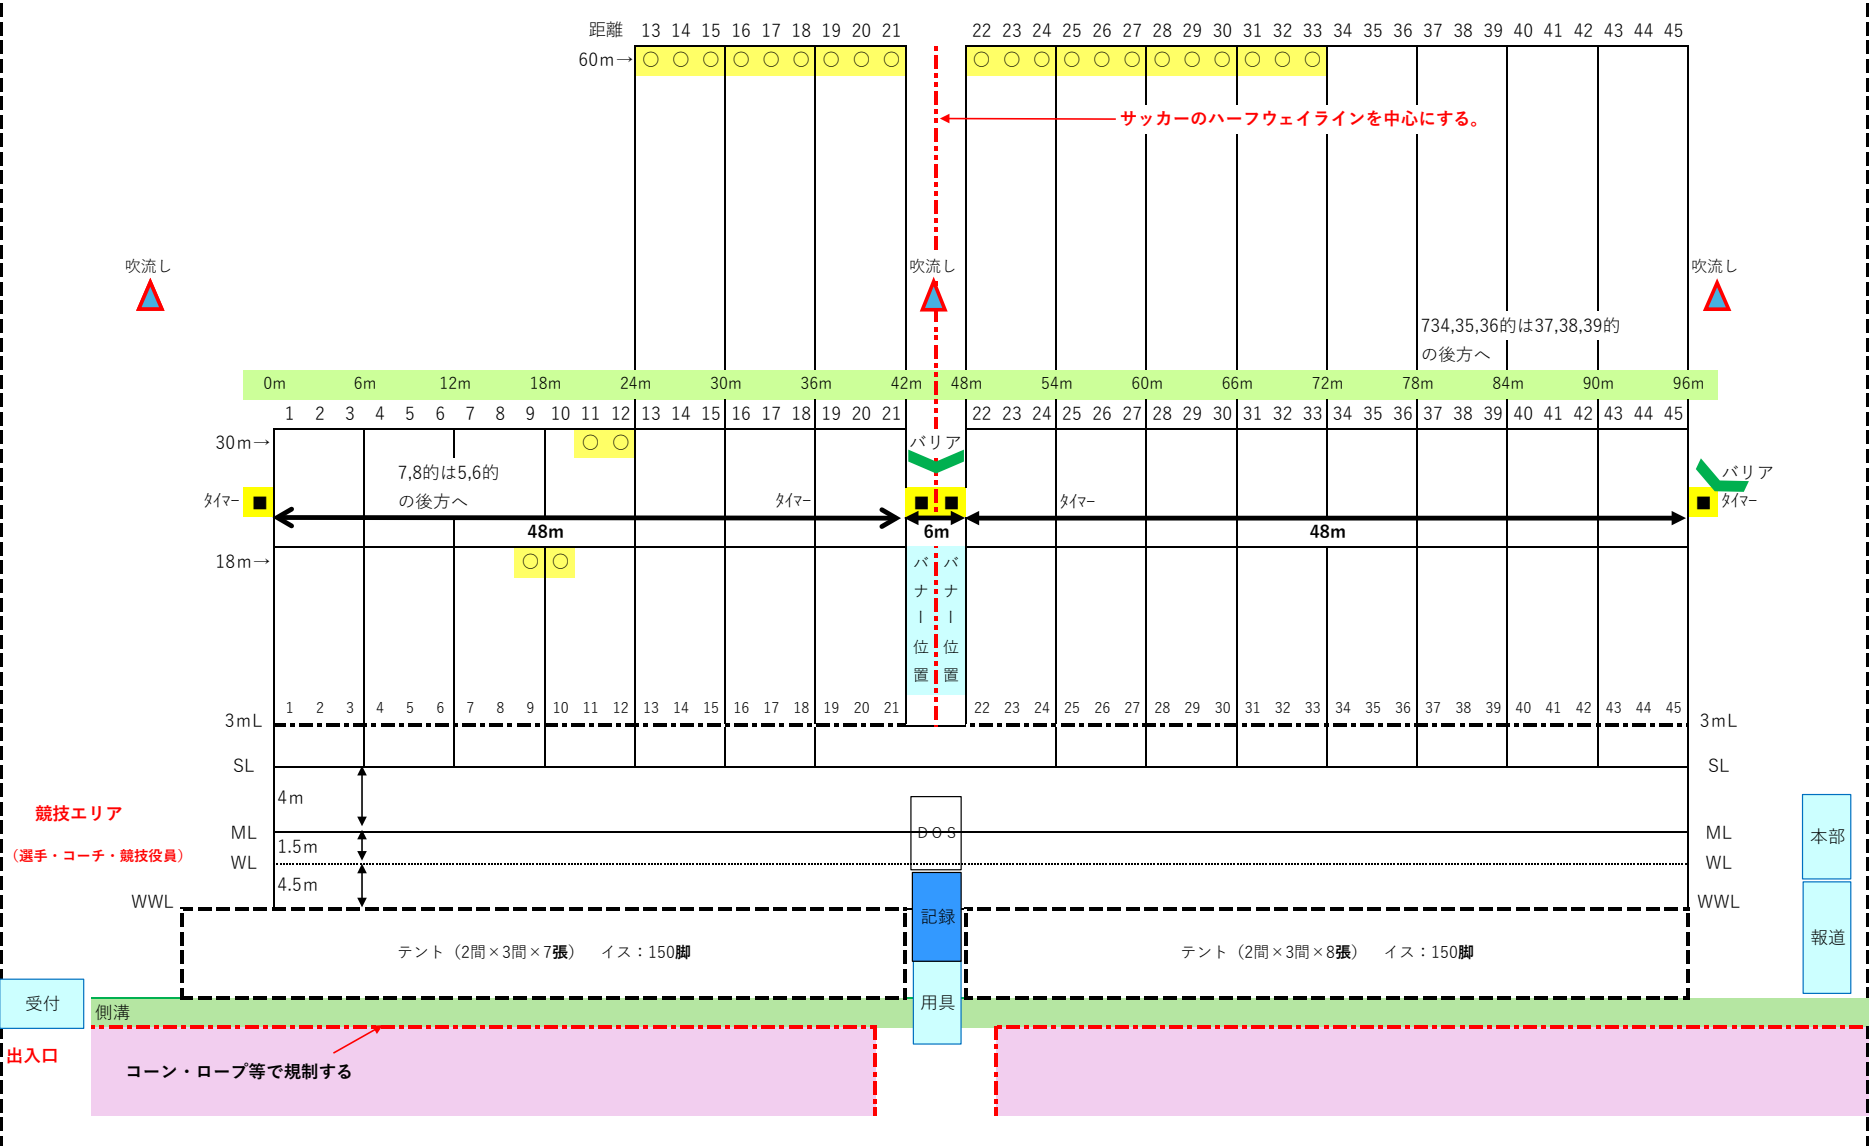 距離 13 14 15 16 17 18 19 20 21 22 23 24 25 26 27 28 29 30 31 32 33 34 35 36 37 38 39 40 41 42 43 44 45
60m→ ○ ○ ○ ○ ○ ○ ○ ○ ○ ○ ○ ○ ○ ○ ○ ○ ○ ○ ○ ○ ○
サッカーのハーフウェイラインを中心にする。
吹流し 吹流し 吹流し
734,35,36的は37,38,39的
の後方へ
0m 6m 12m 18m 24m 30m 36m 42m 48m 54m 60m 66m 72m 78m 84m 90m 96m
1 2 3 4 5 6 7 8 9 10 11 12 13 14 15 16 17 18 19 20 21 22 23 24 25 26 27 28 29 30 31 32 33 34 35 36 37 38 39 40 41 42 43 44 45
30m→ ○ ○
バリア
7,8的は5,6的
の後方へ
バリア
ﾀｲﾏｰ ■ ﾀｲﾏｰ ■ ■ ﾀｲﾏｰ ■ ﾀｲﾏｰ
48m 6m 48m
18m→ ○ ○
バナー位置
バナー位置
1 2 3 4 5 6 7 8 9 10 11 12 13 14 15 16 17 18 19 20 21 22 23 24 25 26 27 28 29 30 31 32 33 34 35 36 37 38 39 40 41 42 43 44 45
3mL 3mL
SL SL
4m
競技エリア
ML DOS ML
本部
1.5m
（選手・コーチ・競技役員）
WL WL
4.5m
WWL WWL
記録
報道
テント（2間×3間×7張） イス：150脚
テント（2間×3間×8張） イス：150脚
受付
側溝
用具
出入口
コーン・ロープ等で規制する